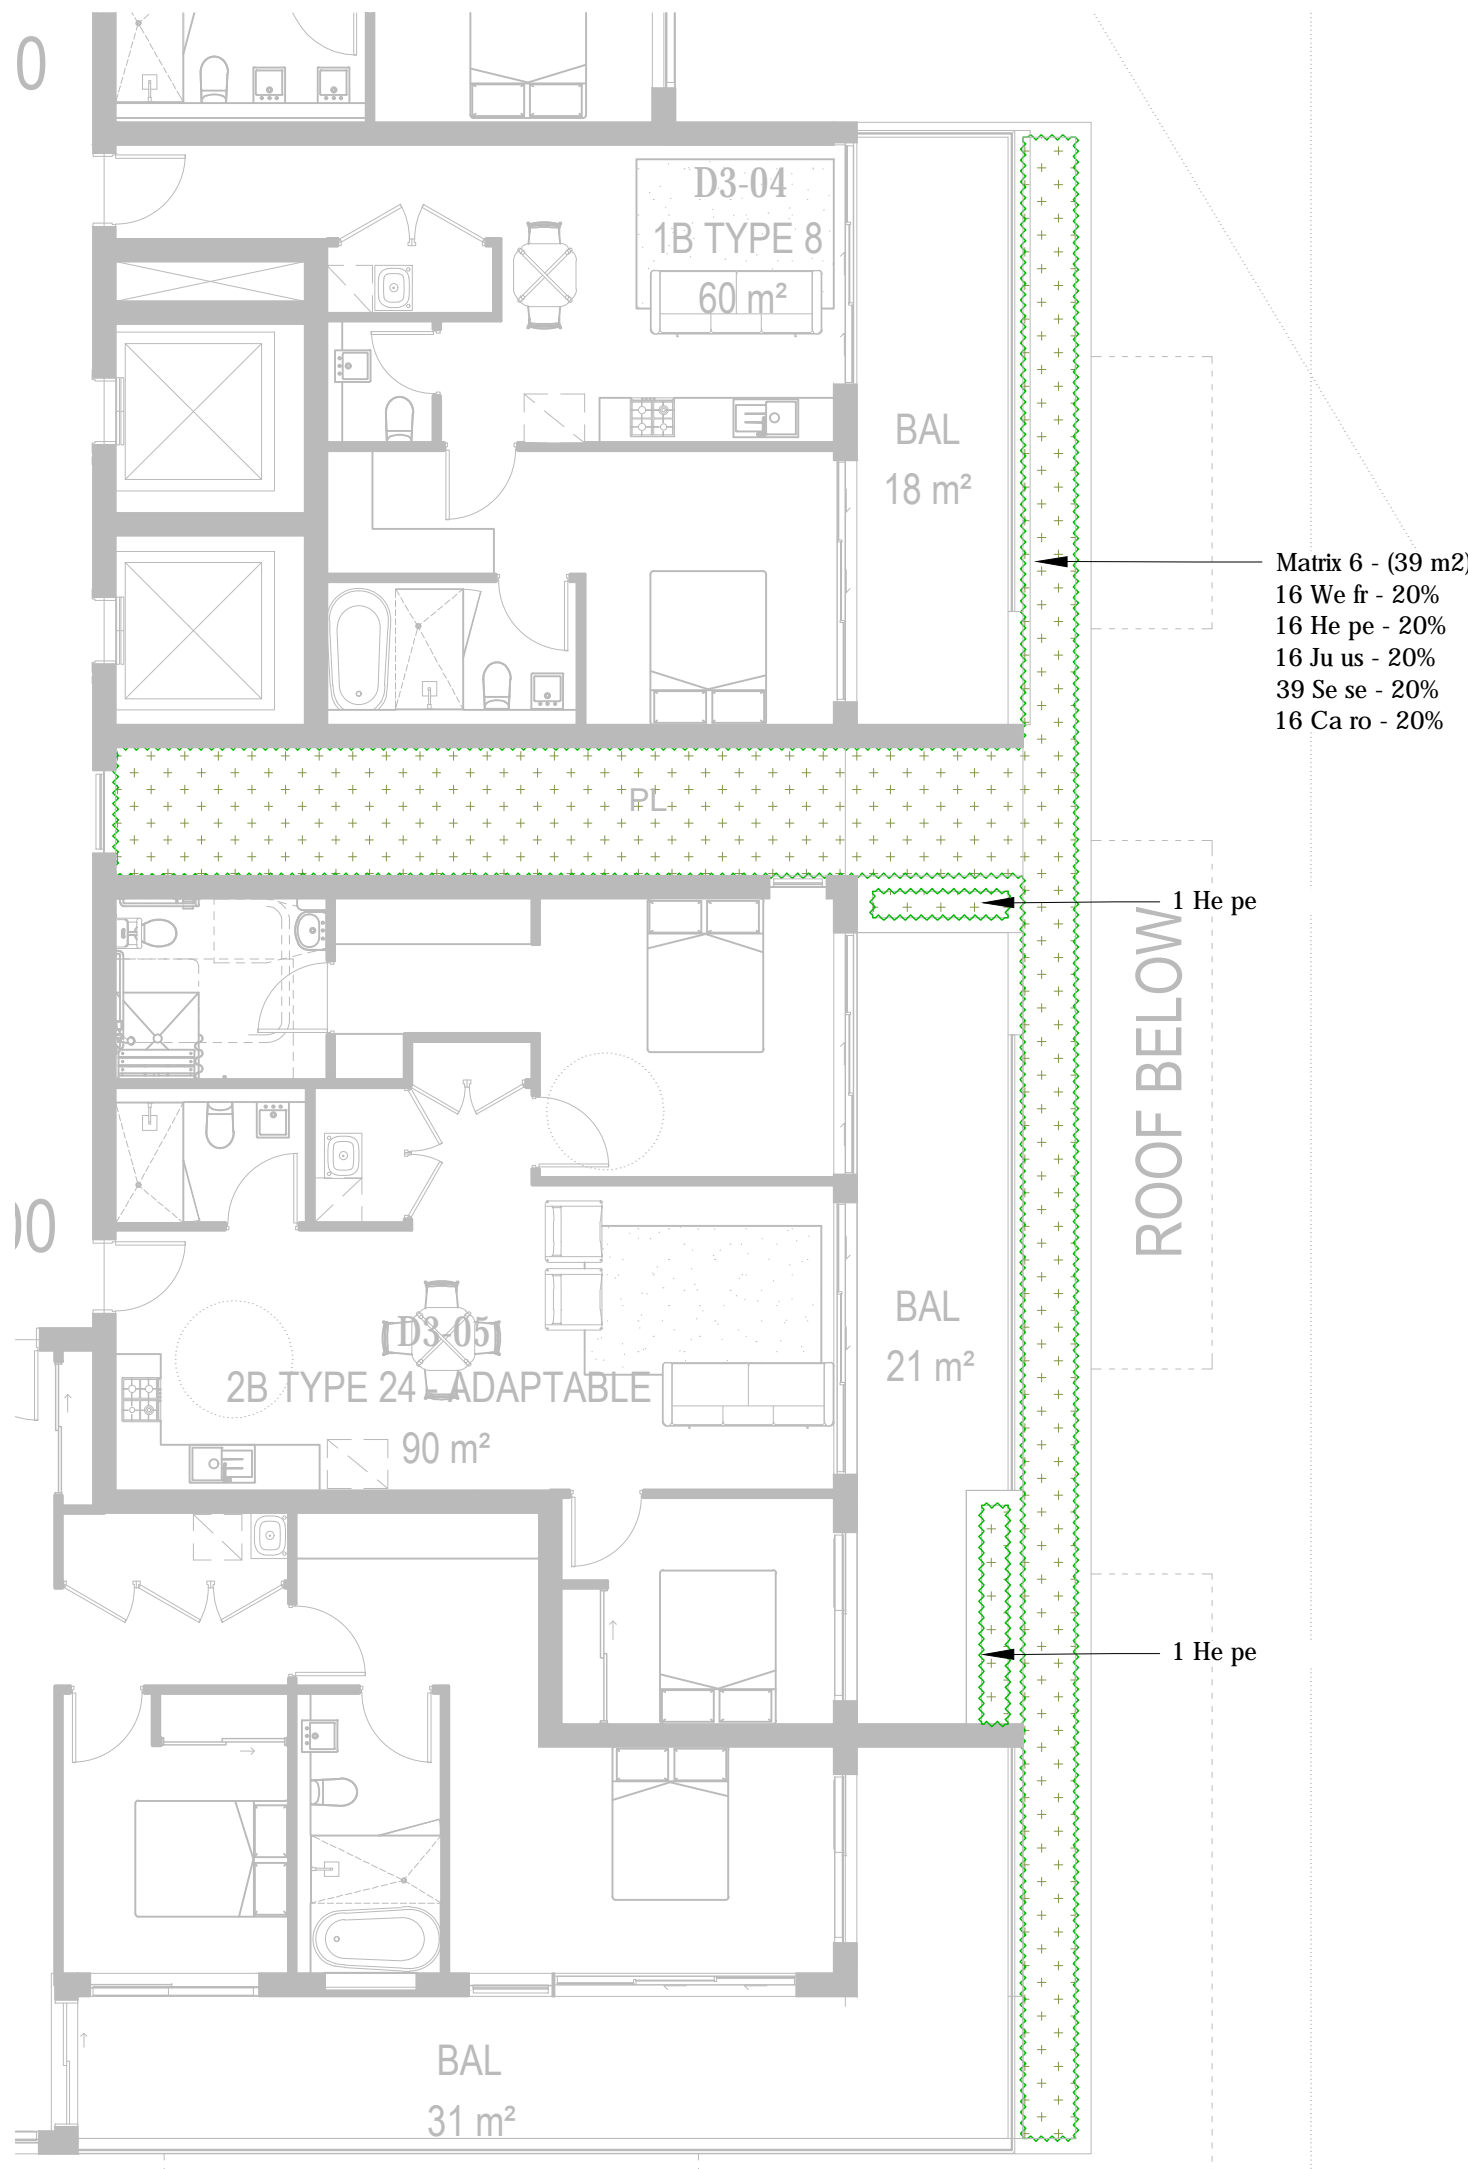 0
D3-04
1B TYPE 8
60 m²
BAL
18 m²
Matrix 6 - (39 m2)
16 We fr - 20%
16 He pe - 20%
16 Ju us - 20%
39 Se se - 20%
16 Ca ro - 20%
PL
1 He pe
ROOF BELOW
00
D3-05
2B TYPE 24 - ADAPTABLE
90 m²
BAL
21 m²
1 He pe
BAL
31 m²